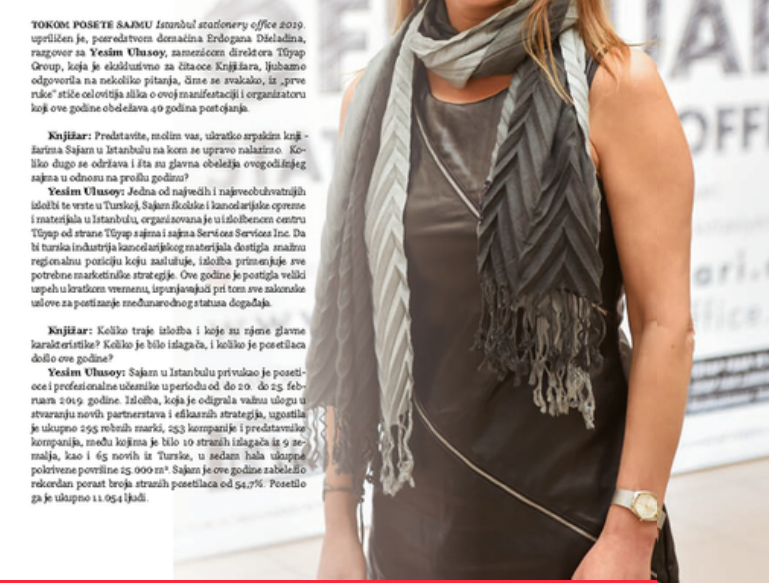 TOKOM POSETE SAJMU Istanbul stationery office 2019.
upriličen je, posredstvom domaćina Erdogana Dželadina,
razgovor sa Yesim Ulusoy, zamenicom direktora Tüyap
Group, koja je ekskluzivno za čitaoce Knjižara, ljubazno
odgovorila na nekoliko pitanja, čime se svakako, iz „prve
ruke" stiče celovitija slika o ovoj manifestaciji i organizatoru
koji ove godine obeležava 40 godina postojanja.
Knjižar: Predstavite, molim vas, ukratko srpskim knji-
žarima Sajam u Istanbulu na kom se upravo nalazimo. Ko-
liko dugo se održava i šta su glavna obeležja ovogodišnjeg
sajma u odnosu na prošlu godinu?
Yesim Ulusoy: Jedna od najvećih i najsveobuhvatnijih
izložbi te vrste u Turskoj, Sajam školske i kancelarijske opreme
i materijala u Istanbulu, organizovana je u izložbenom centru
Tüyap od strane Tüyap sajma i sajma Services Services Inc. Da
bi turska industrija kancelarijskog materijala dostigla snažnu
regionalnu poziciju koju zaslužuje, izložba primenjuje sve
potrebne marketinške strategije. Ove godine je postigla veliki
uspeh u kratkom vremenu, ispunjavajući pri tom sve zakonske
uslove za postizanje međunarodnog statusa događaja.
Knjižar: Koliko traje izložba i koje su njene glavne
karakteristike? Koliko je bilo izlagača, i koliko je posetilaca
došlo ove godine?
Yesim Ulusoy: Sajam u Istanbulu privukao je poseti-
oce i profesionalne učesnike u periodu od do 20. do 25. feb-
ruara 2019. godine. Izložba, koja je odigrala važnu ulogu u
stvaranju novih partnerstava i efikasnih strategija, ugostila
je ukupno 295 robnih marki, 253 kompanije i predstavnike
kompanija, među kojima je bilo 10 stranih izlagača iz 9 ze-
malja, kao i 65 novih iz Turske, u sedam hala ukupne
pokrivene površine 25.000 m². Sajam je ove godine zabeležio
rekordan porast broja stranih posetilaca od 54,7%. Posetilo
ga je ukupno 11.054 ljudi.